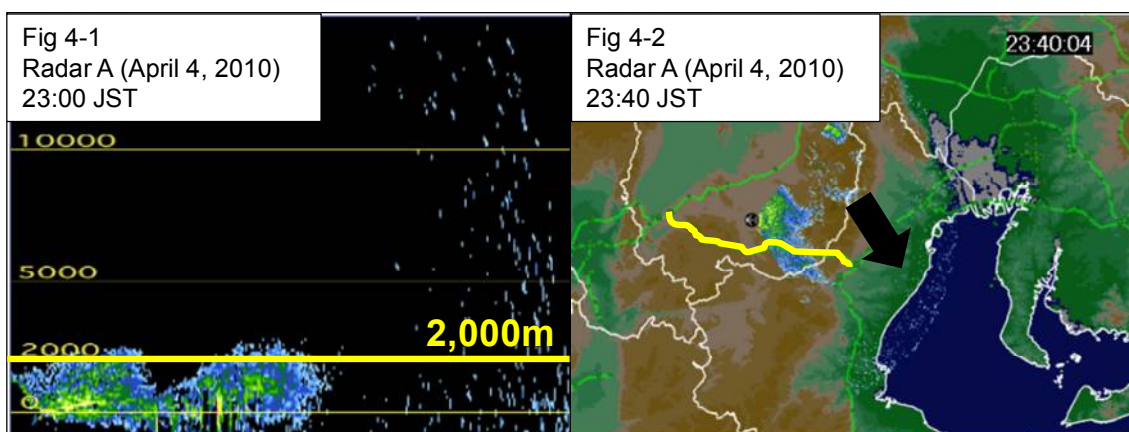 Fig 4-1
Radar A (April 4, 2010)
23:00 JST
10000
5000
2000
2,000m
0
Fig 4-2
Radar A (April 4, 2010)
23:40 JST
23:40:04